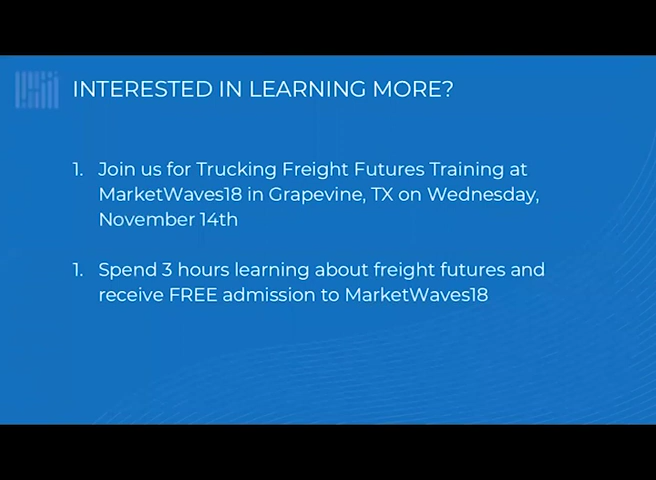 INTERESTED IN LEARNING MORE?
1. Join us for Trucking Freight Futures Training at
MarketWaves18 in Grapevine, TX on Wednesday,
November 14th
1. Spend 3 hours learning about freight futures and
receive FREE admission to MarketWaves18